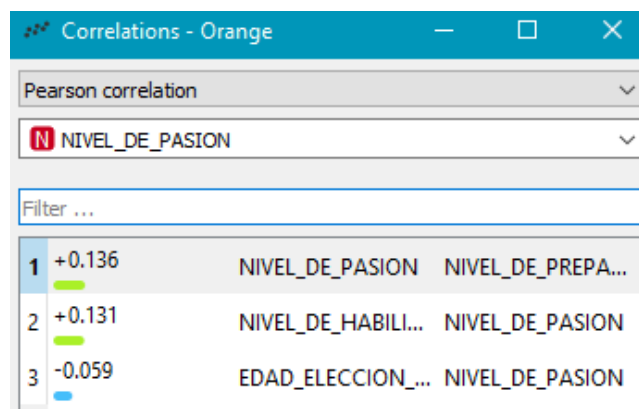 Correlations - Orange
Pearson correlation
N NIVEL_DE_PASION
Filter ...
1 +0.136 NIVEL_DE_PASION NIVEL_DE_PREPA...
2 +0.131 NIVEL_DE_HABILI... NIVEL_DE_PASION
3 -0.059 EDAD_ELECCION_... NIVEL_DE_PASION